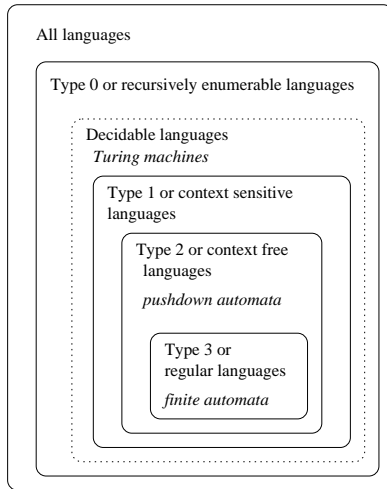 All languages
Type 0 or recursively enumerable languages
Decidable languages
Turing machines
Type 1 or context sensitive
languages
Type 2 or context free
languages
pushdown automata
Type 3 or
regular languages
finite automata